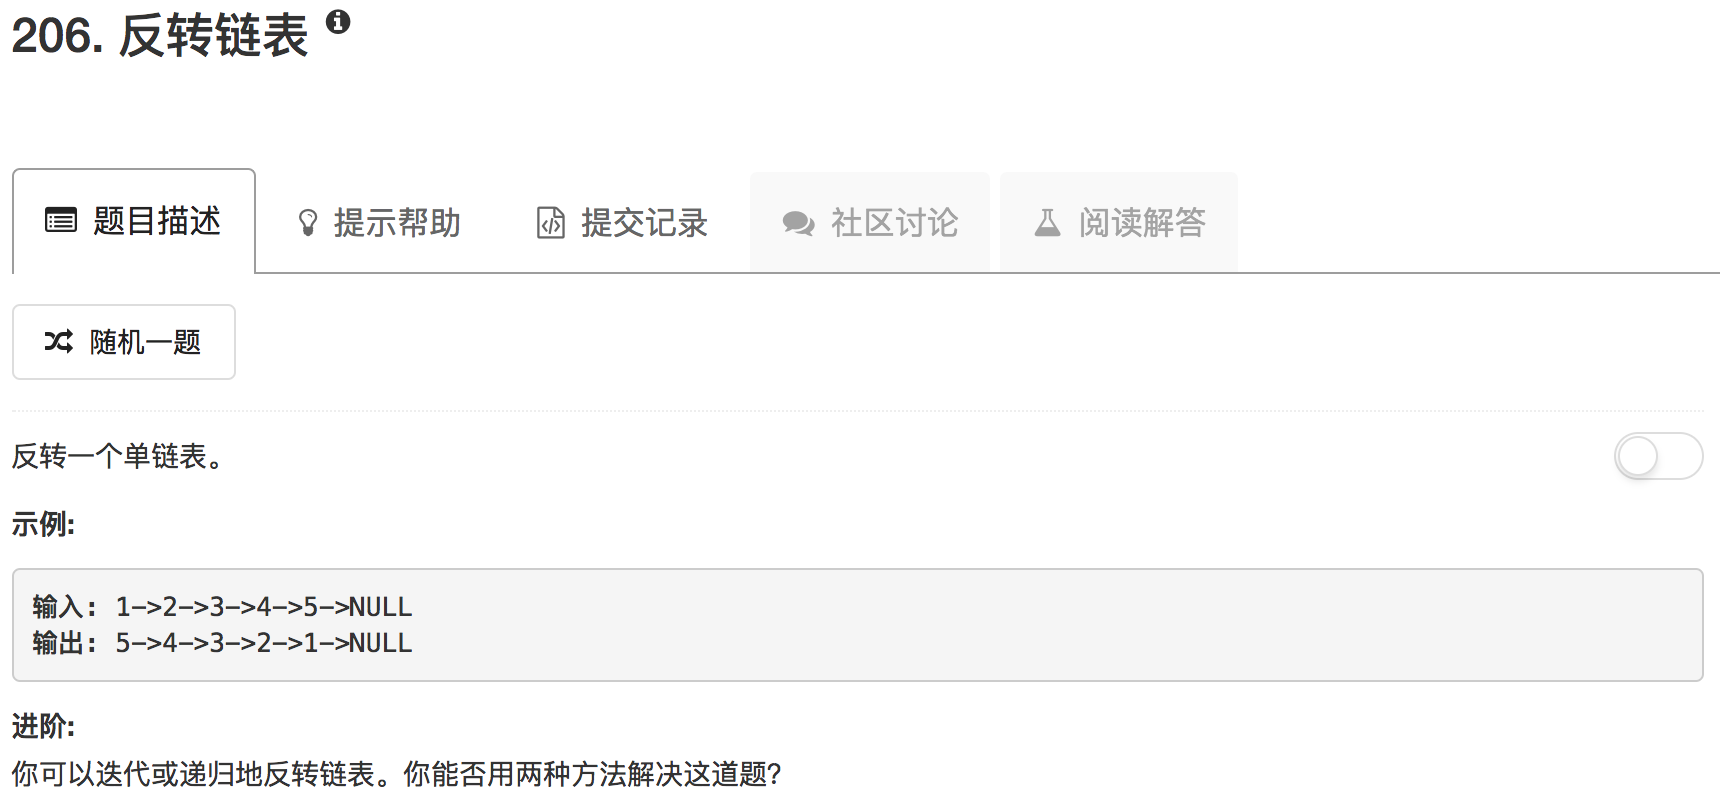 206. 反转链表
题目描述 提示帮助 提交记录 社区讨论 阅读解答
随机一题
反转一个单链表。
示例:
输入: 1->2->3->4->5->NULL
输出: 5->4->3->2->1->NULL
进阶:
你可以迭代或递归地反转链表。你能否用两种方法解决这道题?